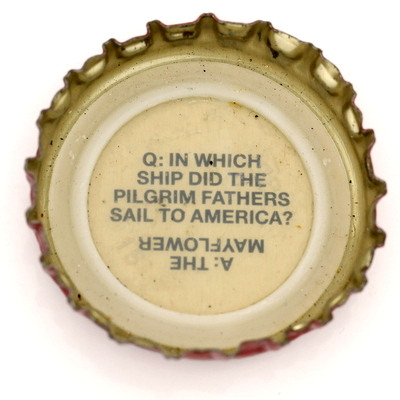 Q: IN WHICH
SHIP DID THE
PILGRIM FATHERS
SAIL TO AMERICA?
A: THE
MAYFLOWER